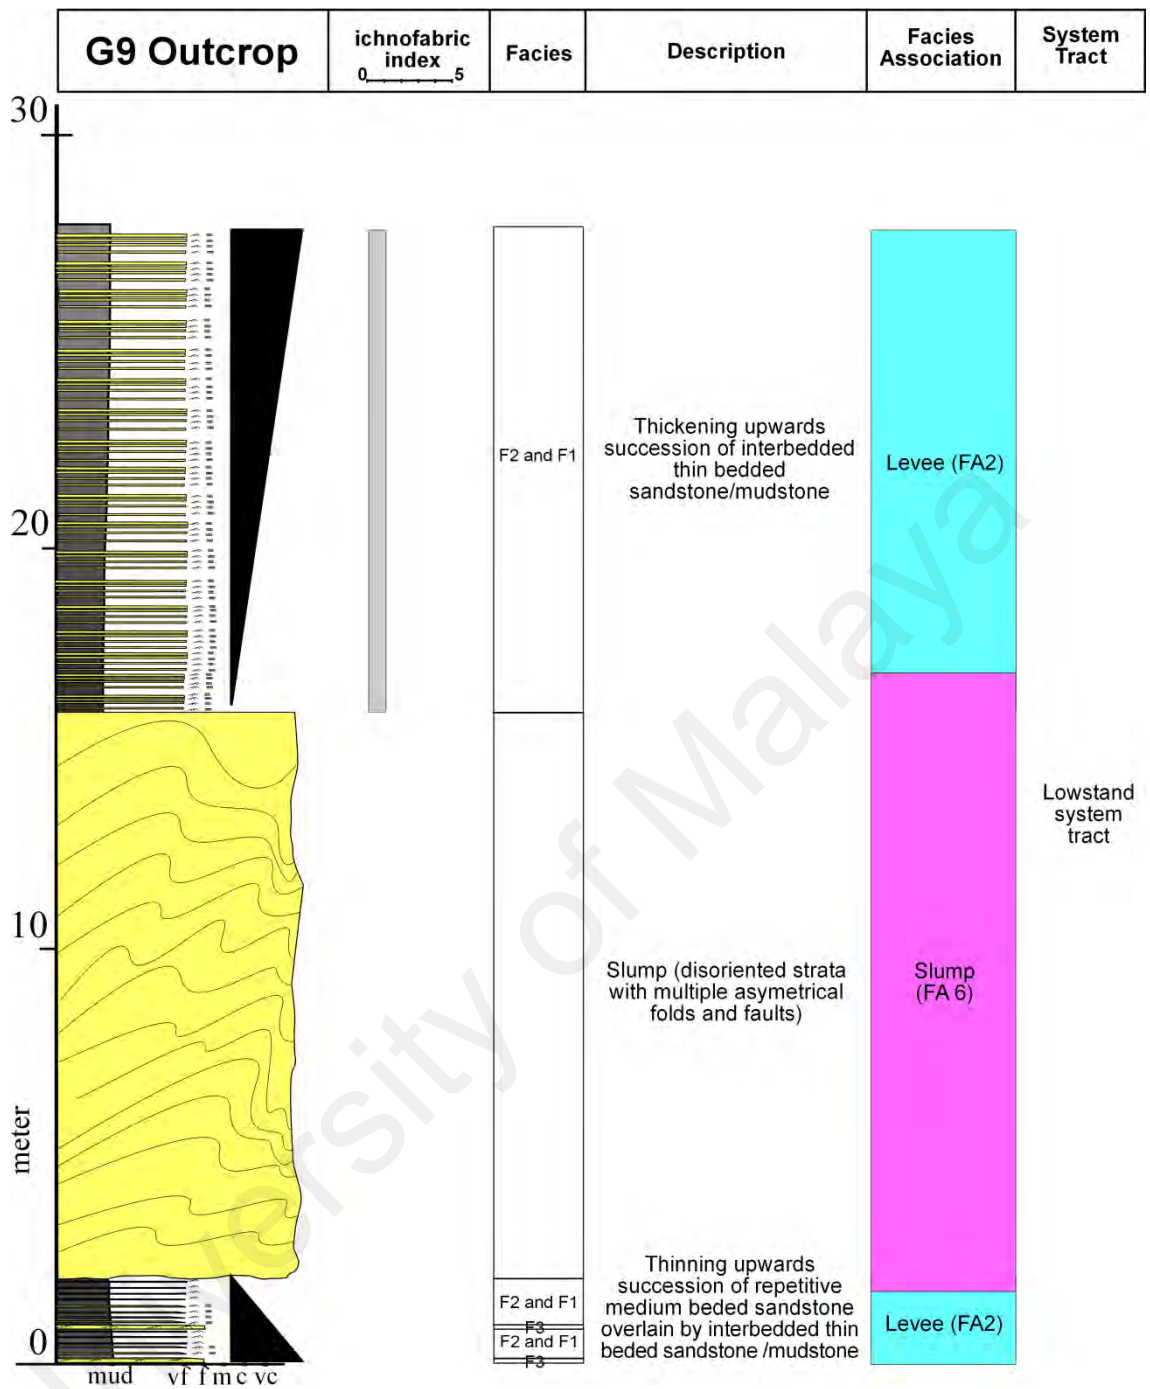 G9 Outcrop
ichnofabric
index
0 5
Facies
Description
Facies
Association
System
Tract
30
20
10
0
meter
mud vf f m c vc
F2 and F1
Thickening upwards
succession of interbedded
thin bedded
sandstone/mudstone
Levee (FA2)
Lowstand
system
tract
Slump (disoriented strata
with multiple asymetrical
folds and faults)
Slump
(FA 6)
F2 and F1
F3
F2 and F1
F3
Thinning upwards
succession of repetitive
medium beded sandstone
overlain by interbedded thin
beded sandstone /mudstone
Levee (FA2)
versity of Malaya